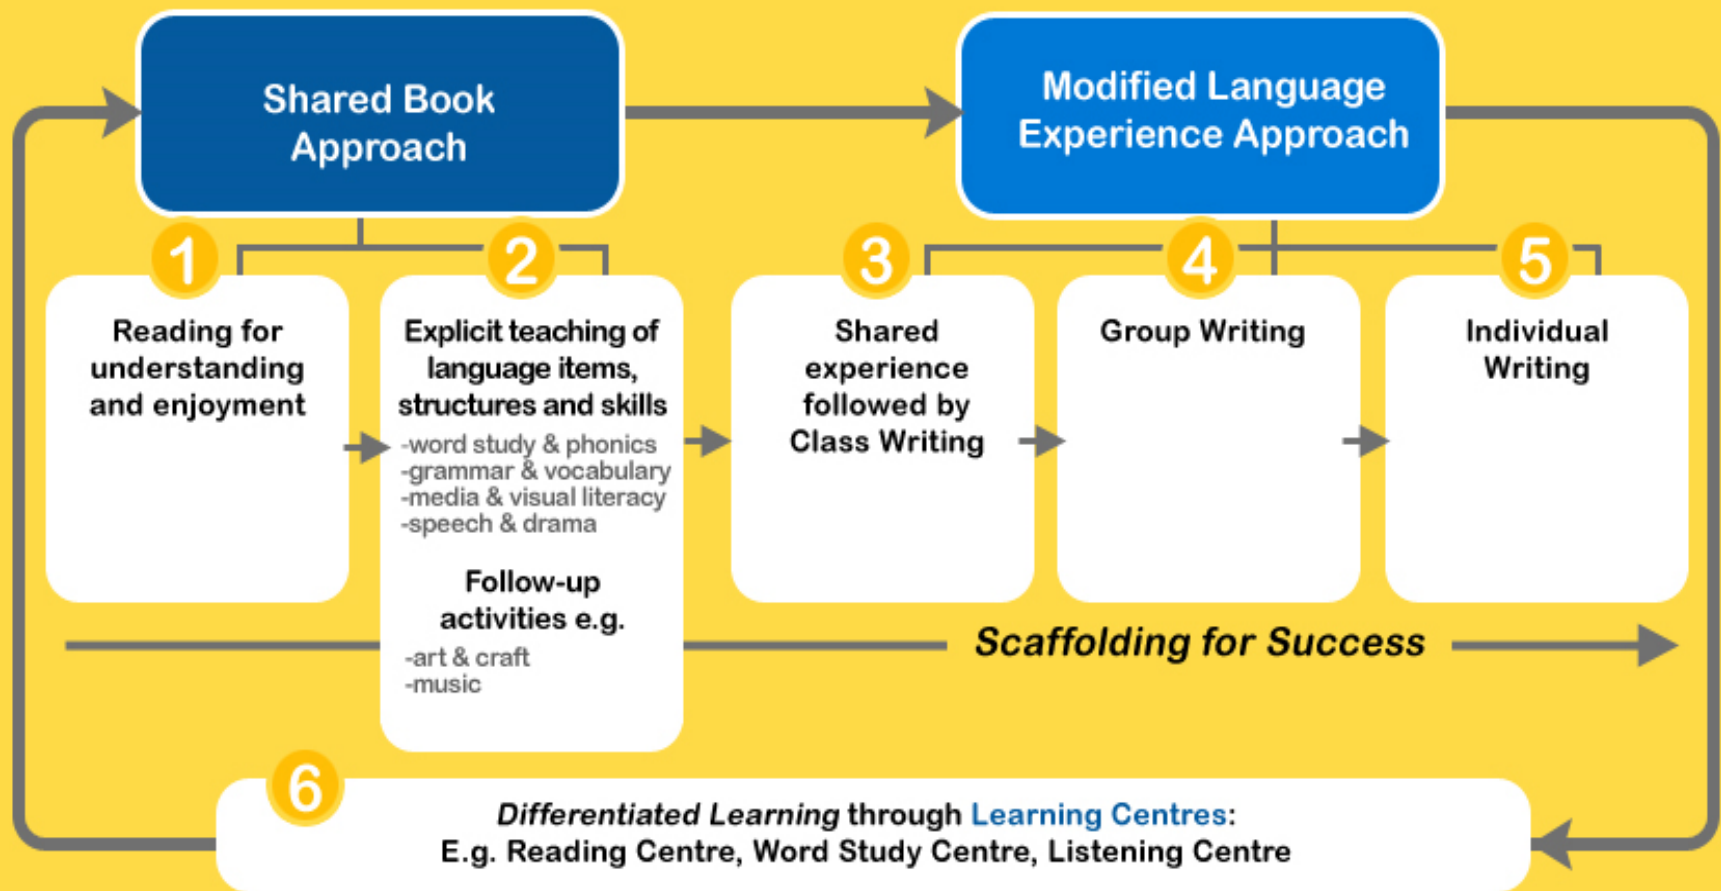 Shared Book
Approach
Modified Language
Experience Approach
1
Reading for
understanding
and enjoyment
2
Explicit teaching of
language items,
structures and skills
-word study & phonics
-grammar & vocabulary
-media & visual literacy
-speech & drama
Follow-up
activities e.g.
-art & craft
-music
3
Shared
experience
followed by
Class Writing
4
Group Writing
5
Individual
Writing
Scaffolding for Success
6
Differentiated Learning through Learning Centres:
E.g. Reading Centre, Word Study Centre, Listening Centre